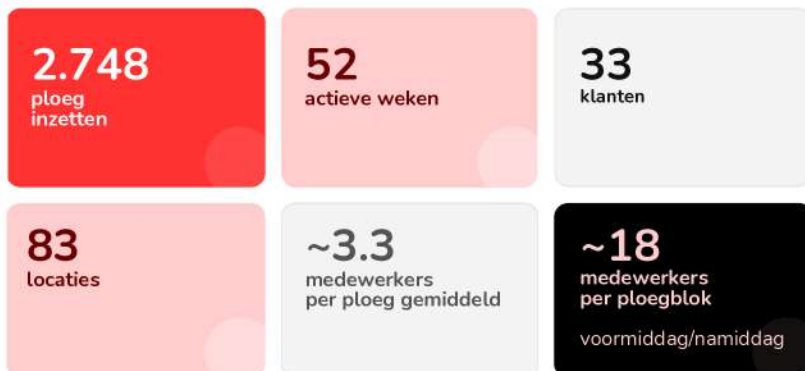 2.748
ploeg
inzetten
52
actieve weken
33
klanten
83
locaties
~3.3
medewerkers
per ploeg gemiddeld
~18
medewerkers
per ploegblok
voormiddag/namiddag